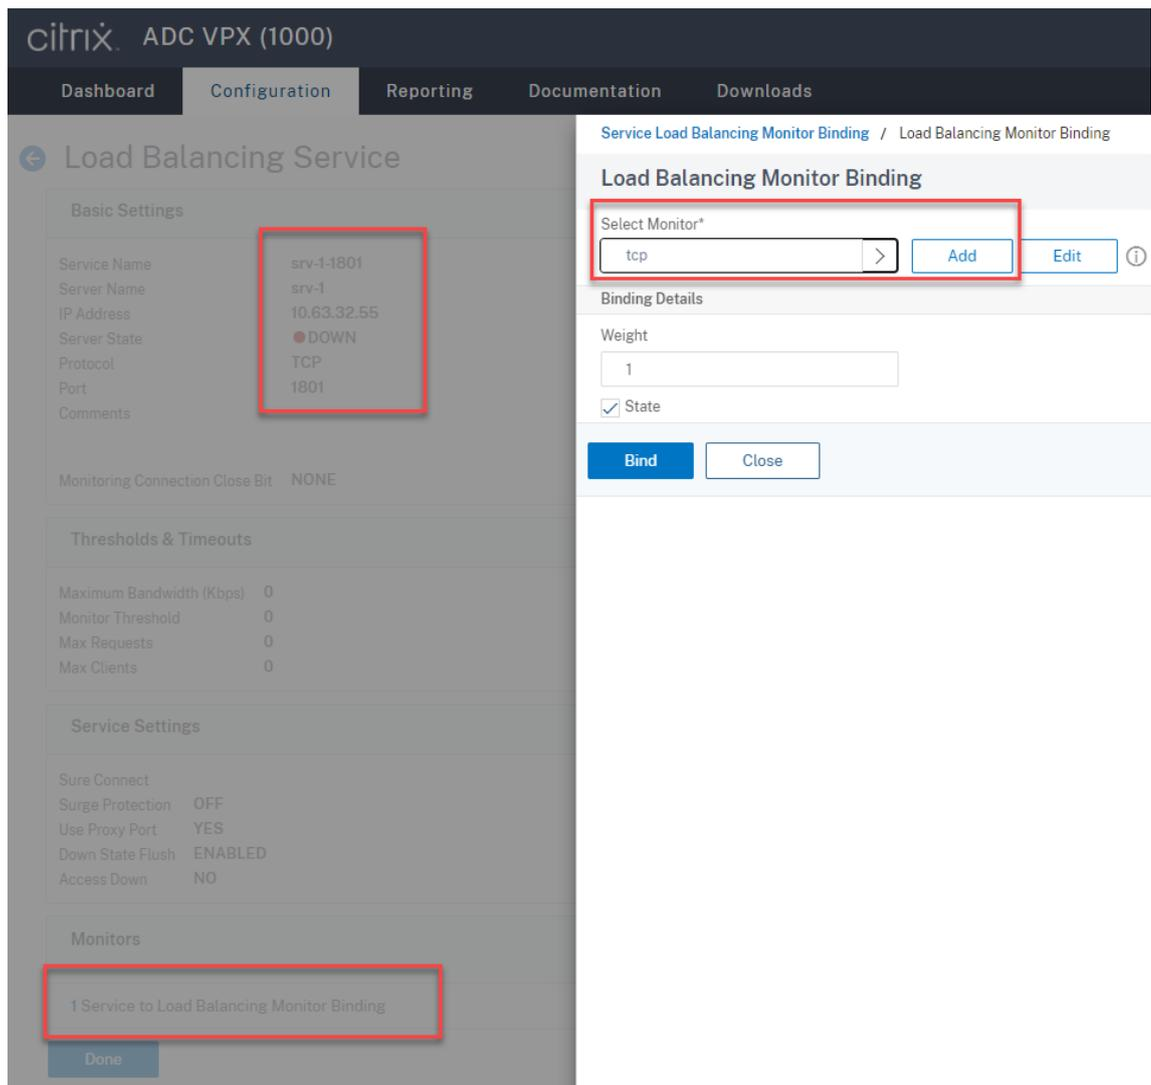 citrix. ADC VPX (1000)
Dashboard Configuration Reporting Documentation Downloads
Load Balancing Service
Basic Settings
Service Name srv-1-1801
Server Name srv-1
IP Address 10.63.32.55
Server State DOWN
Protocol TCP
Port 1801
Comments
Monitoring Connection Close Bit NONE
Thresholds & Timeouts
Maximum Bandwidth (Kbps) 0
Monitor Threshold 0
Max Requests 0
Max Clients 0
Service Settings
Sure Connect
Surge Protection OFF
Use Proxy Port YES
Down State Flush ENABLED
Access Down NO
Monitors
1 Service to Load Balancing Monitor Binding
Done
Service Load Balancing Monitor Binding / Load Balancing Monitor Binding
Load Balancing Monitor Binding
Select Monitor*
tcp > Add Edit
Binding Details
Weight
1
State
Bind Close